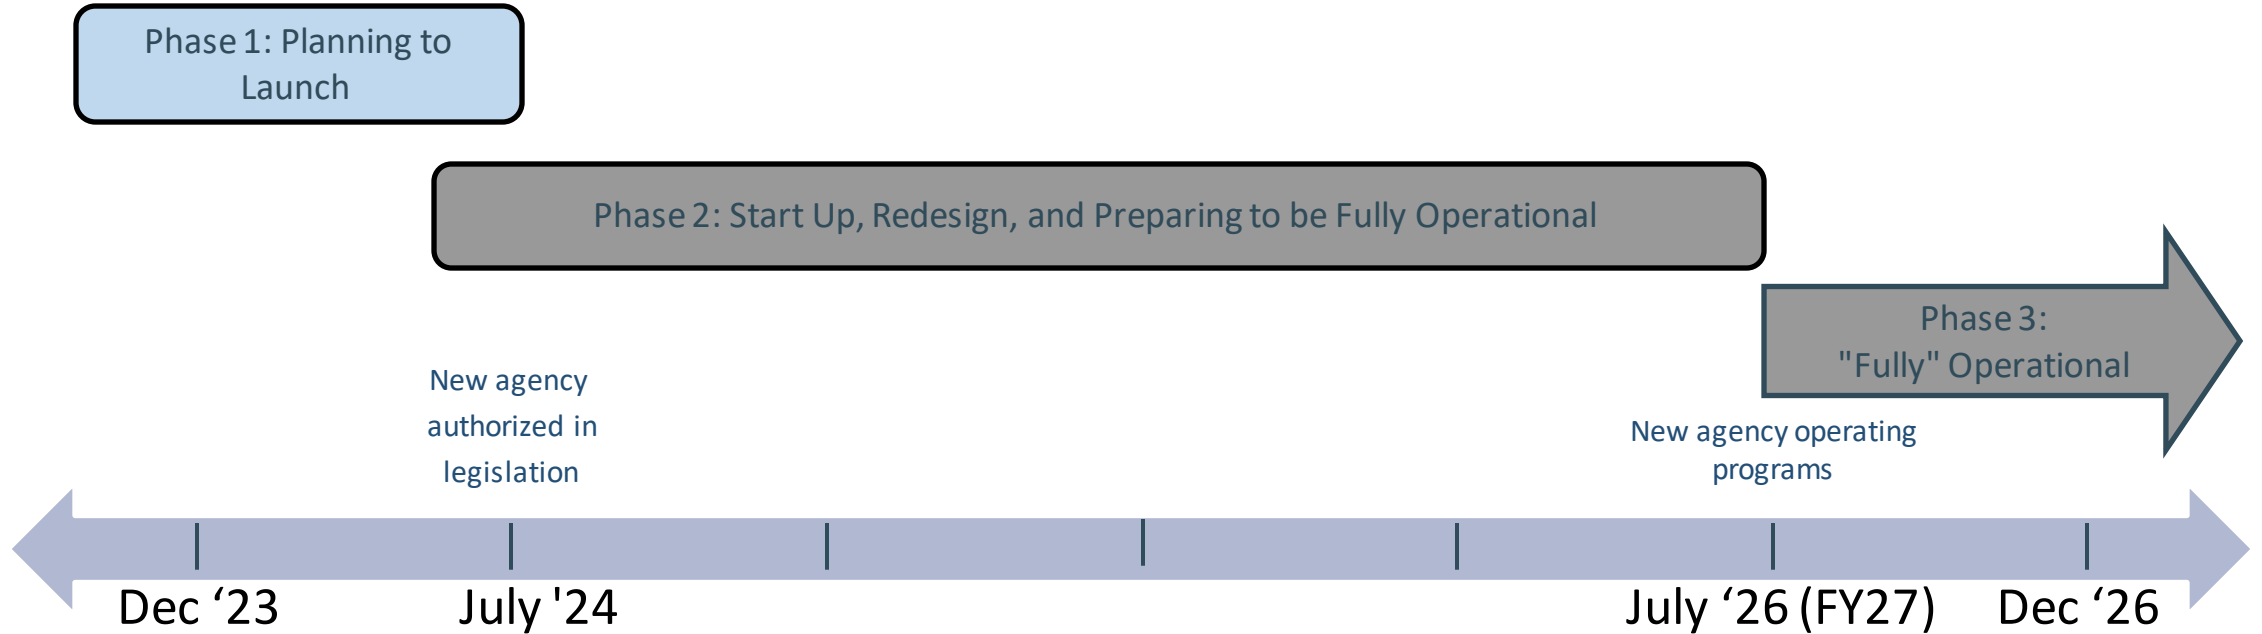 Phase 1: Planning to
Launch
Phase 2: Start Up, Redesign, and Preparing to be Fully Operational
Phase 3:
"Fully" Operational
New agency
authorized in
legislation
New agency operating
programs
Dec ‘23
July '24
July ‘26 (FY27)
Dec ‘26